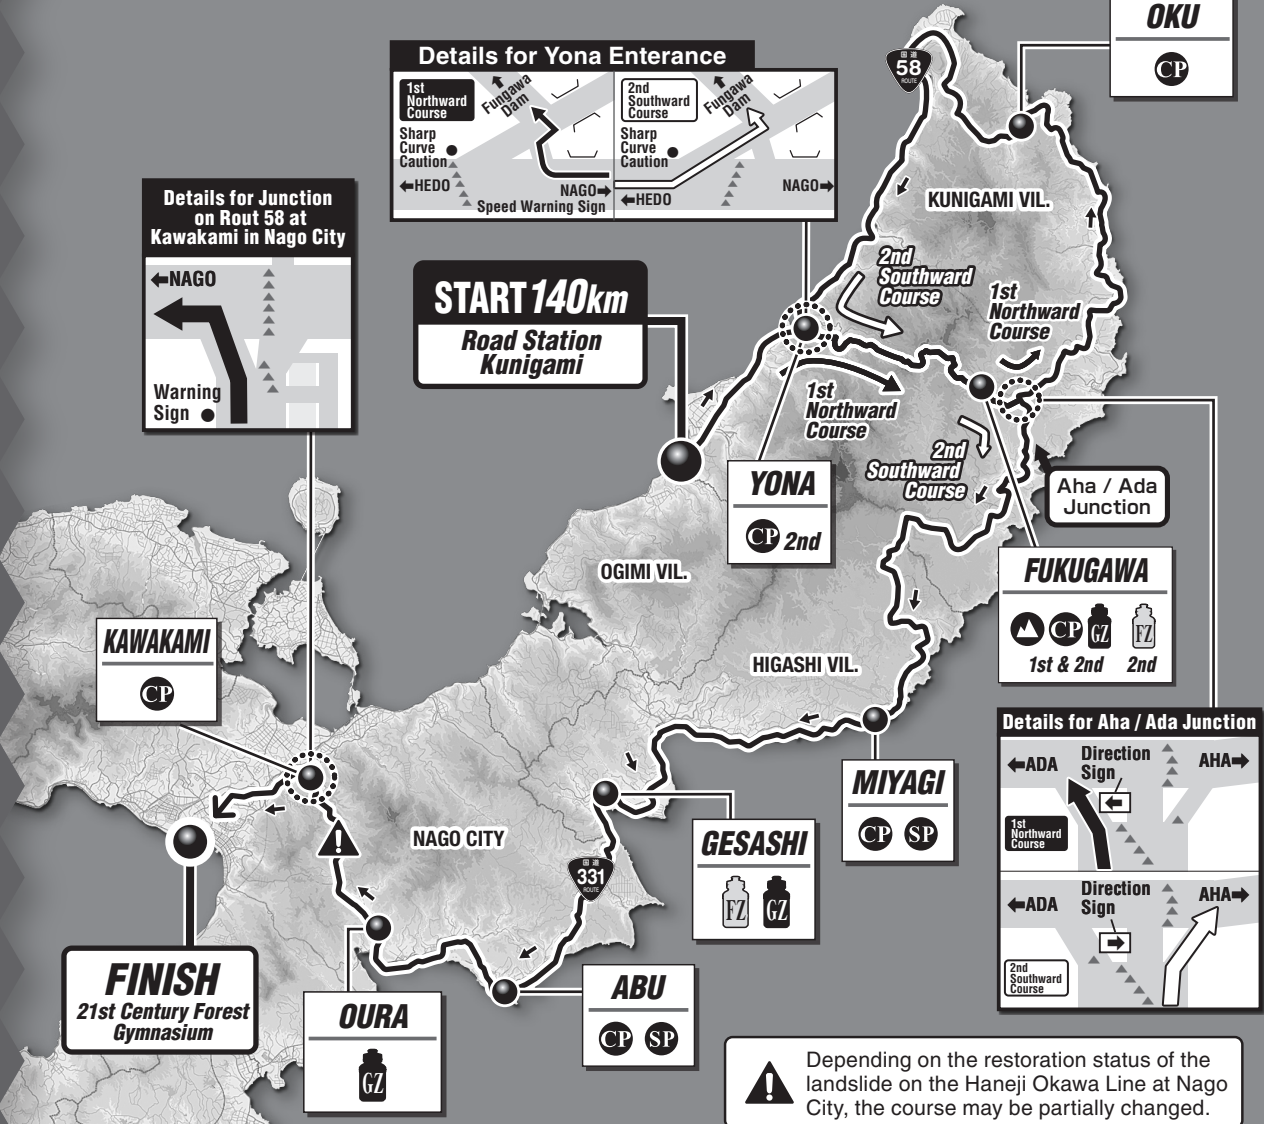 OKU
CP
国道
58
ROUTE
Details for Yona Enterance
1st
Northward
Course
Fungawa
Dam
Sharp
Curve
Caution
←HEDO
NAGO→
Speed Warning Sign
2nd
Southward
Course
Fungawa
Dam
Sharp
Curve
Caution
←HEDO
NAGO→
Details for Junction
on Rout 58 at
Kawakami in Nago City
←NAGO
Warning
Sign
START 140km
Road Station
Kunigami
KUNIGAMI VIL.
2nd
Southward
Course
1st
Northward
Course
1st
Northward
Course
2nd
Southward
Course
YONA
CP 2nd
Aha / Ada
Junction
FUKUGAWA
CP GZ FZ
1st & 2nd 2nd
OGIMI VIL.
HIGASHI VIL.
KAWAKAMI
CP
MIYAGI
CP SP
Details for Aha / Ada Junction
←ADA
Direction
Sign
AHA→
1st
Northward
Course
←ADA
Direction
Sign
AHA→
2nd
Southward
Course
GESASHI
FZ GZ
NAGO CITY
国道
331
ROUTE
FINISH
21st Century Forest
Gymnasium
OURA
GZ
ABU
CP SP
Depending on the restoration status of the
landslide on the Haneji Okawa Line at Nago
City, the course may be partially changed.